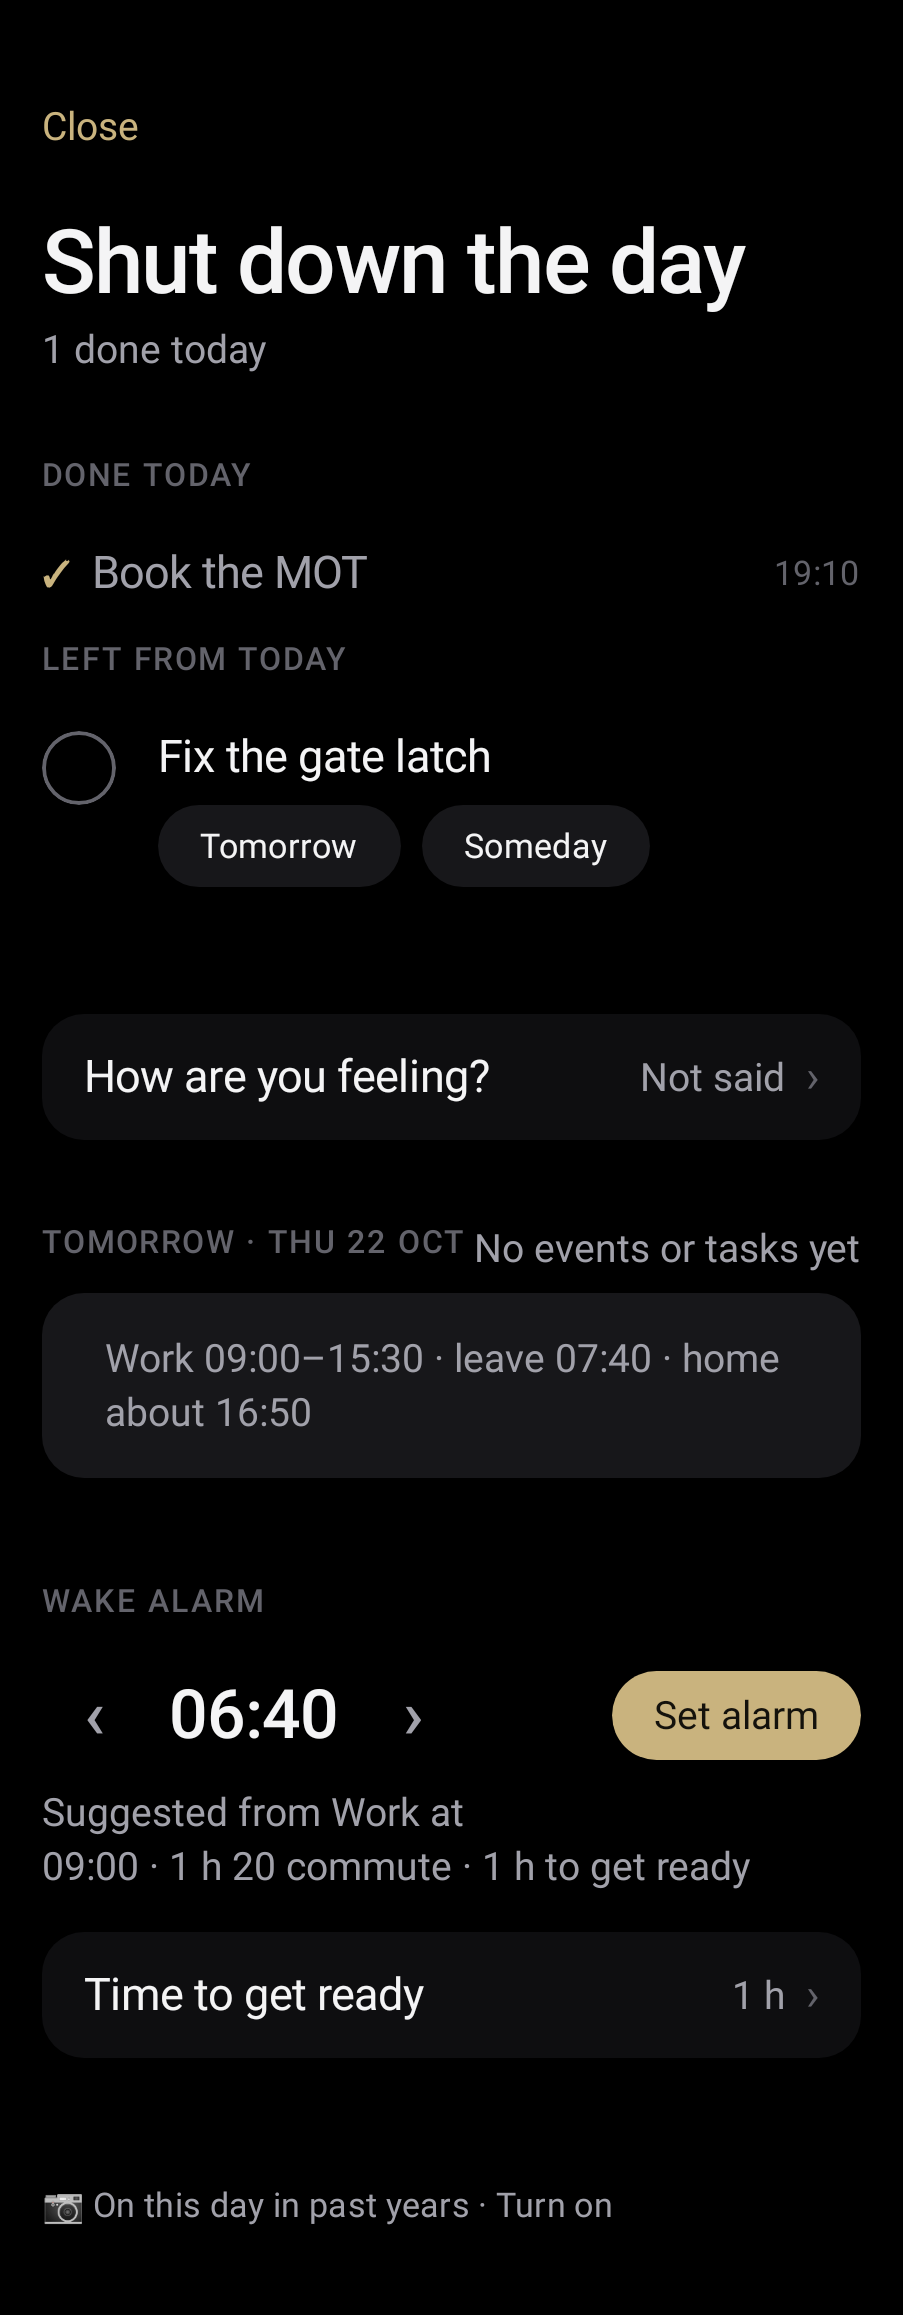 Close
Shut down the day
1 done today
DONE TODAY
✓ Book the MOT 19:10
LEFT FROM TODAY
Fix the gate latch
Tomorrow Someday
How are you feeling? Not said ›
TOMORROW · THU 22 OCT No events or tasks yet
Work 09:00–15:30 · leave 07:40 · home
about 16:50
WAKE ALARM
‹ 06:40 › Set alarm
Suggested from Work at
09:00 · 1 h 20 commute · 1 h to get ready
Time to get ready 1 h ›
📷 On this day in past years · Turn on